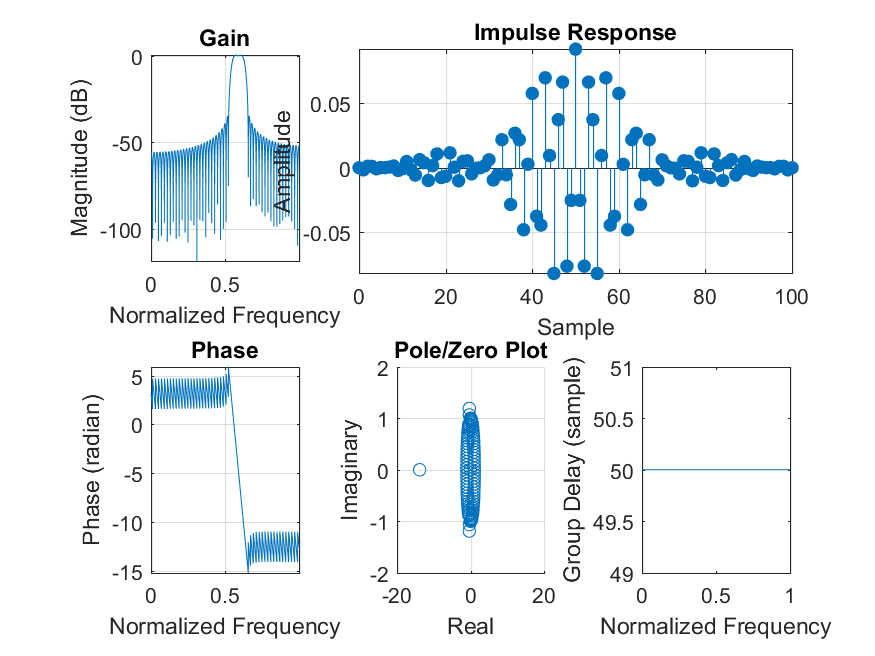 Gain
Magnitude (dB)
0
-50
-100
0
0.5
Normalized Frequency
Impulse Response
Amplitude
0.05
0
-0.05
0
20
40
60
80
100
Sample
Phase
Phase (radian)
5
0
-5
-10
-15
0
0.5
Normalized Frequency
Pole/Zero Plot
Imaginary
2
1
0
-1
-2
-20
0
20
Real
Group Delay (sample)
51
50.5
50
49.5
49
0
0.5
1
Normalized Frequency